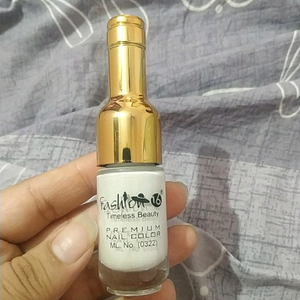 Fashion 16
Timeless Beauty
PREMIUM
NAIL COLOR
ML. No. (0322)